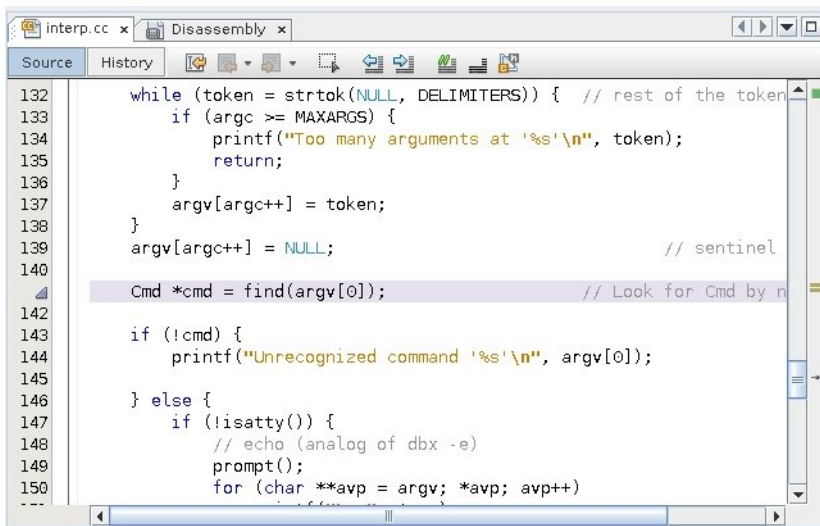 interp.cc x Disassembly x
Source History
132 while (token = strtok(NULL, DELIMITERS)) { // rest of the token
133 if (argc >= MAXARGS) {
134 printf("Too many arguments at '%s'\n", token);
135 return;
136 }
137 argv[argc++] = token;
138 }
139 argv[argc++] = NULL; // sentinel
140
Cmd *cmd = find(argv[0]); // Look for Cmd by n
142
143 if (!cmd) {
144 printf("Unrecognized command '%s'\n", argv[0]);
145
146 } else {
147 if (!isatty()) {
148 // echo (analog of dbx -e)
149 prompt();
150 for (char **avp = argv; *avp; avp++)